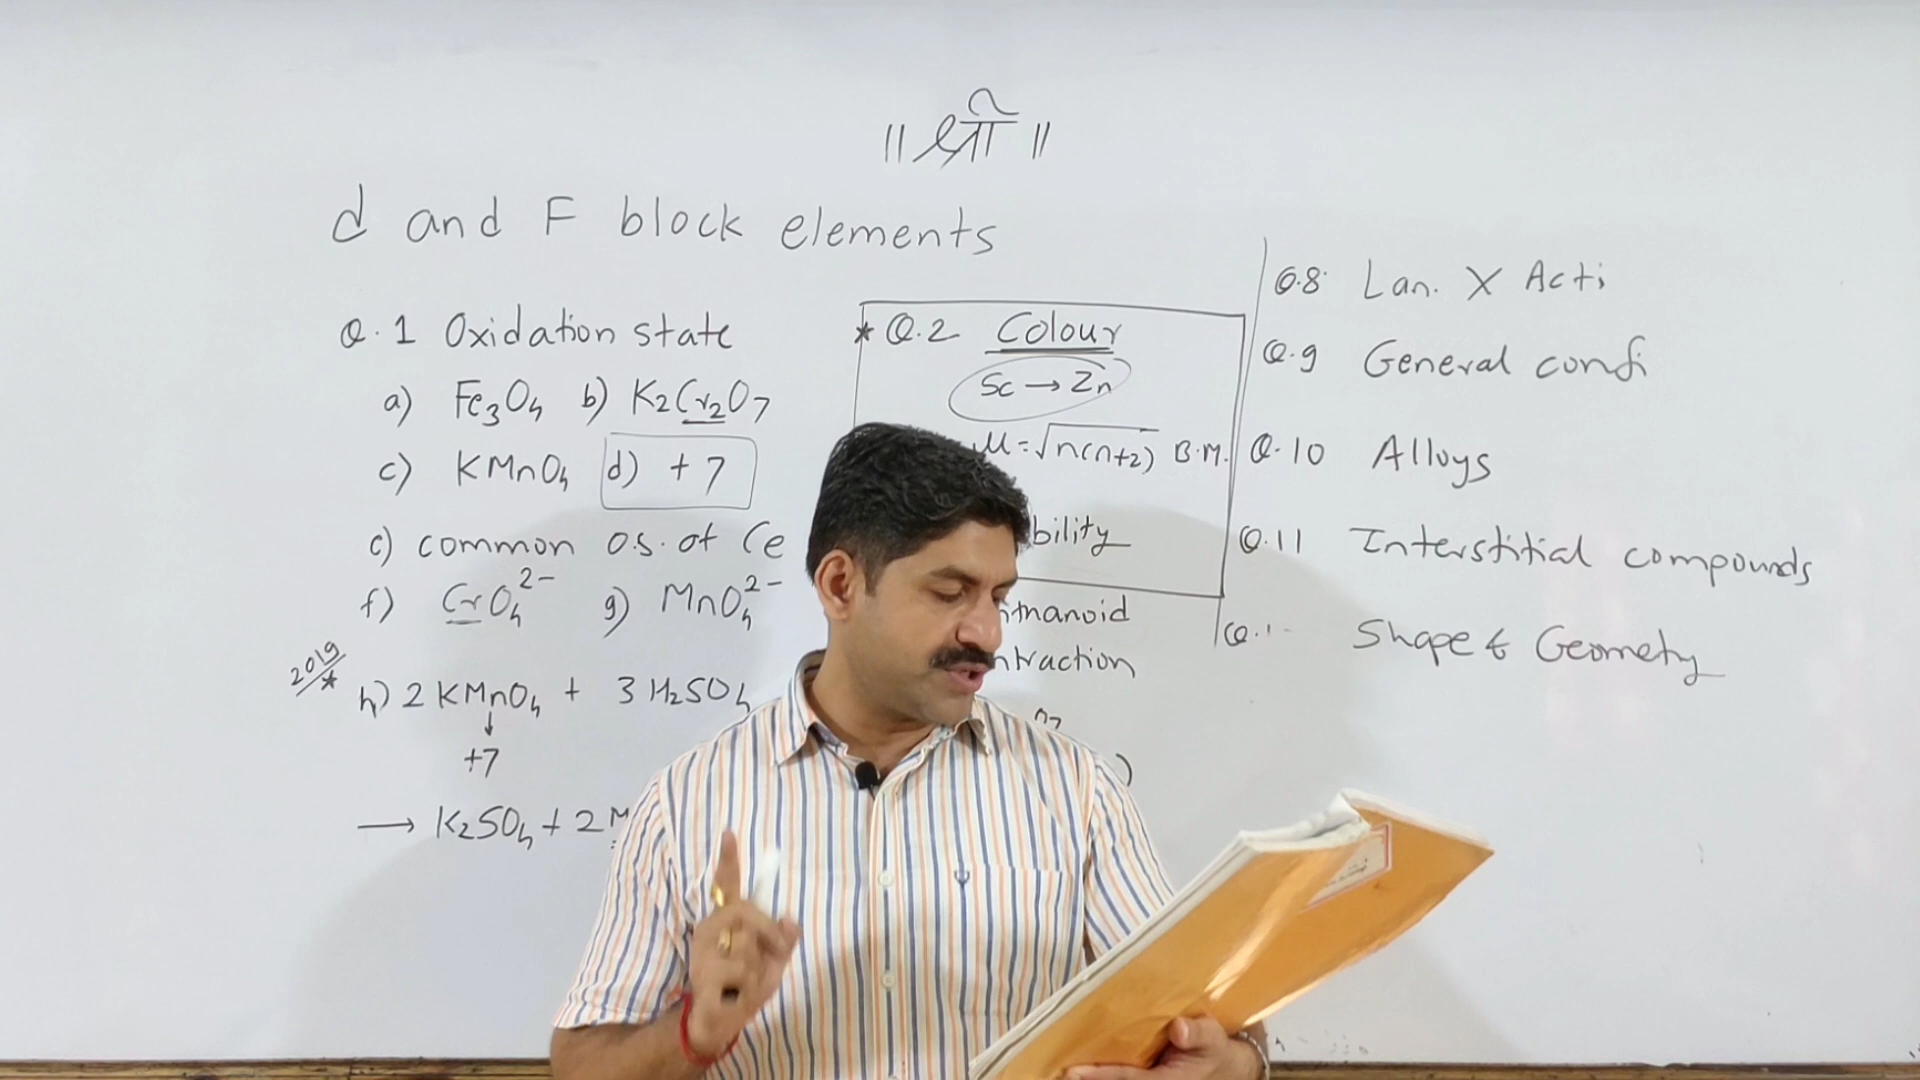 ॥ श्री ॥
d and F block elements
Q.1 Oxidation state
a) Fe3O4 b) K2Cr2O7
c) KMnO4 d) +7
c) common o.s. of Ce
f) CrO4 2- g) MnO4 2-
2019
*
h) 2 KMnO4 + 3 H2SO4
↓
+7
→ K2SO4 + 2 M
* Q.2 Colour
Sc → Zn
μ = √n(n+2) B.M.
bility
ntraction
Q.8 Lan. X Acti
Q.9 General confi
Q.10 Alloys
Q.11 Interstitial compounds
Q.1 Shape & Geometry